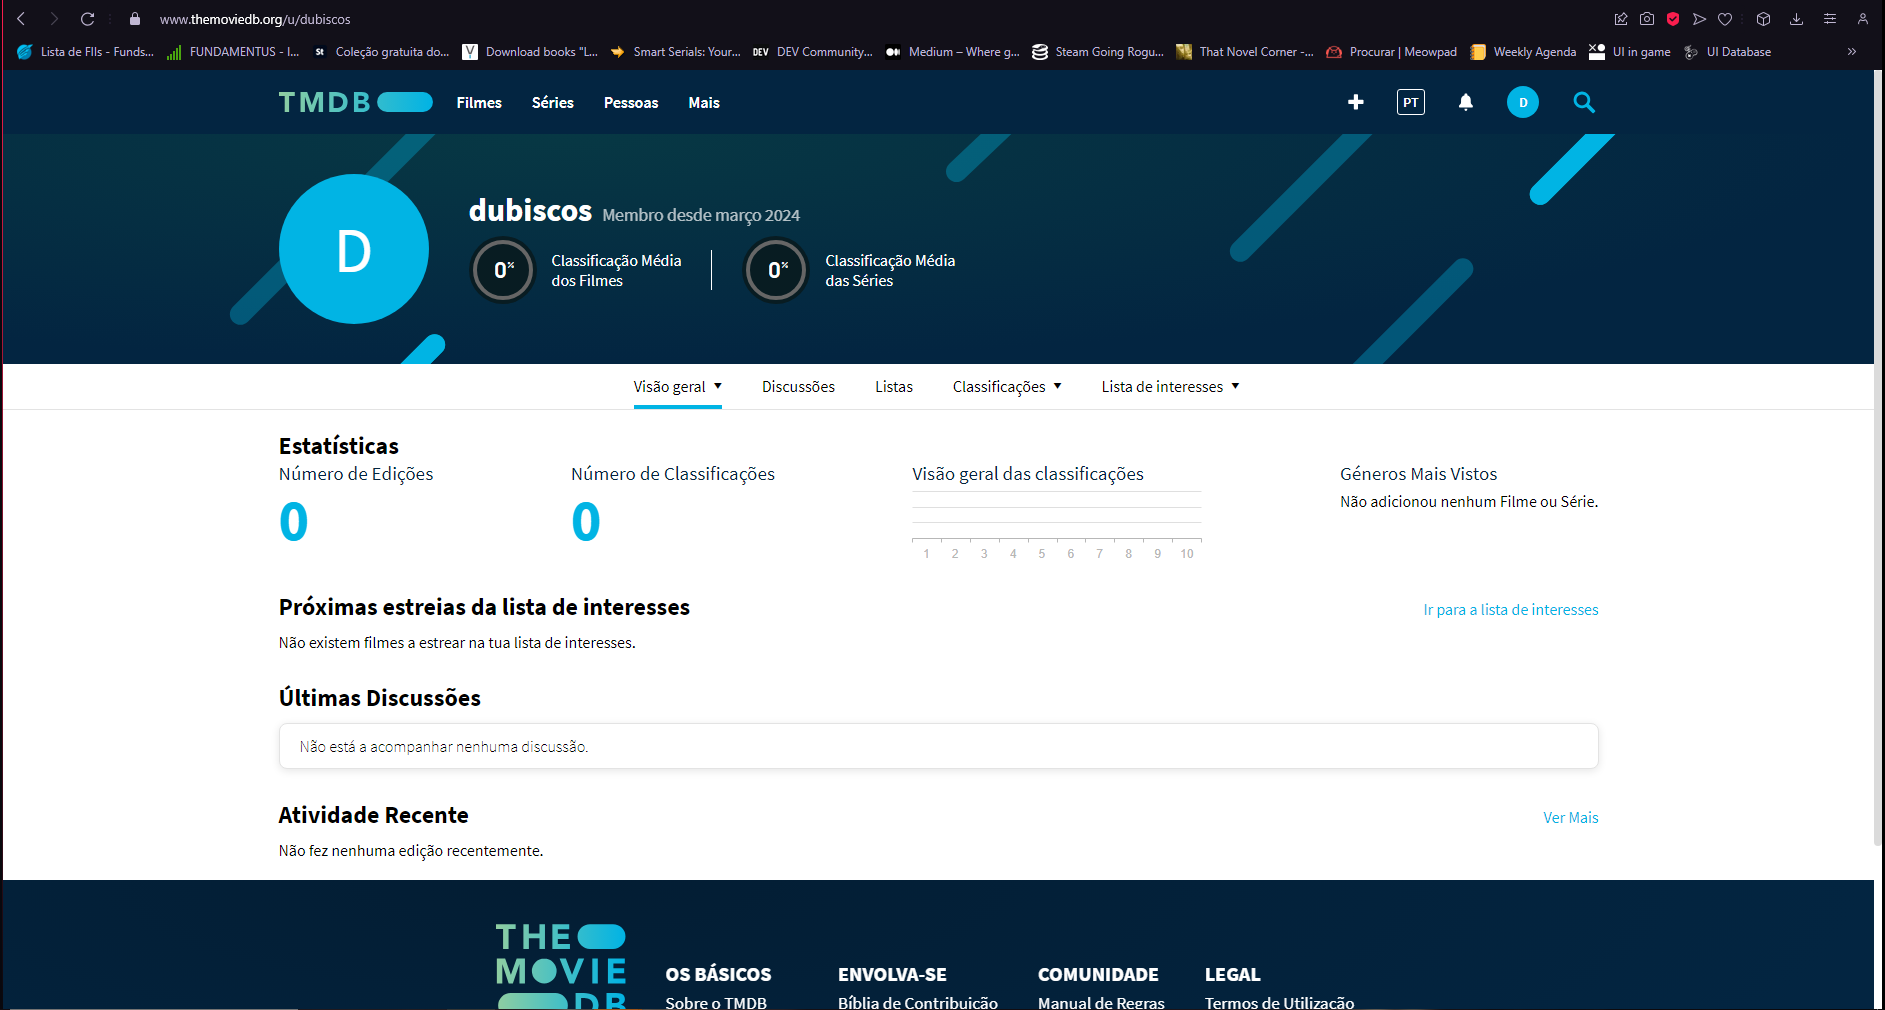 www.themoviedb.org/u/dubiscos
Lista de FIIs - Funds...
FUNDAMENTUS - I...
St Coleção gratuita do...
Download books "L...
Smart Serials: Your...
DEV DEV Community...
Medium – Where g...
Steam Going Rogu...
That Novel Corner -...
Procurar | Meowpad
Weekly Agenda
UI in game
UI Database
TMDB
Filmes
Séries
Pessoas
Mais
PT
D
D
dubiscos Membro desde março 2024
0%
Classificação Média
dos Filmes
0%
Classificação Média
das Séries
Visão geral
Discussões
Listas
Classificações
Lista de interesses
Estatísticas
Número de Edições
0
Número de Classificações
0
Visão geral das classificações
1 2 3 4 5 6 7 8 9 10
Géneros Mais Vistos
Não adicionou nenhum Filme ou Série.
Próximas estreias da lista de interesses
Ir para a lista de interesses
Não existem filmes a estrear na tua lista de interesses.
Últimas Discussões
Não está a acompanhar nenhuma discussão.
Atividade Recente
Ver Mais
Não fez nenhuma edição recentemente.
THE
MOVIE
DB
OS BÁSICOS
Sobre o TMDB
ENVOLVA-SE
Bíblia de Contribuição
COMUNIDADE
Manual de Regras
LEGAL
Termos de Utilização